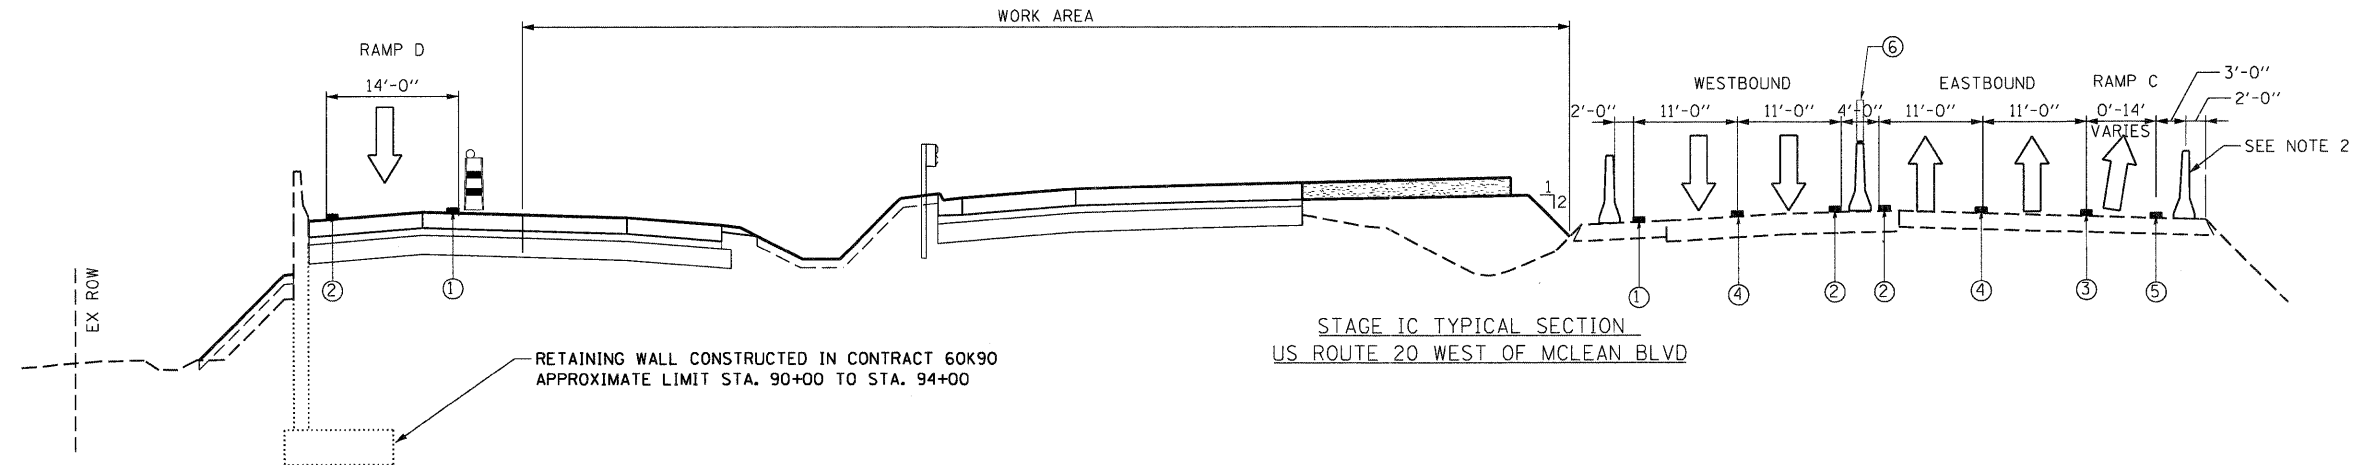 WORK AREA
RAMP D
14'-0"
6
WESTBOUND
EASTBOUND
RAMP C
3'-0"
2'-0"
2'-0"
11'-0"
11'-0"
4'-0"
11'-0"
11'-0"
0'-14'
VARIES
SEE NOTE 2
1
2
EX ROW
2
1
1
4
2
2
4
3
5
STAGE IC TYPICAL SECTION
US ROUTE 20 WEST OF MCLEAN BLVD
RETAINING WALL CONSTRUCTED IN CONTRACT 60K90
APPROXIMATE LIMIT STA. 90+00 TO STA. 94+00